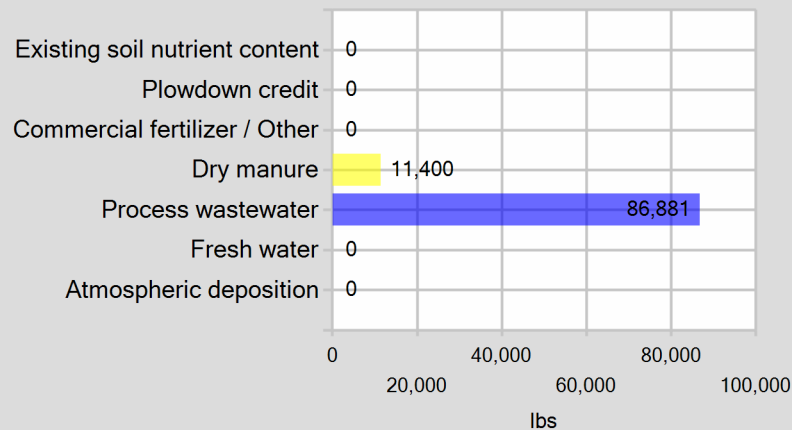 Existing soil nutrient content 0
Plowdown credit 0
Commercial fertilizer / Other 0
Dry manure 11,400
Process wastewater 86,881
Fresh water 0
Atmospheric deposition 0
0 40,000 80,000
20,000 60,000 100,000
lbs